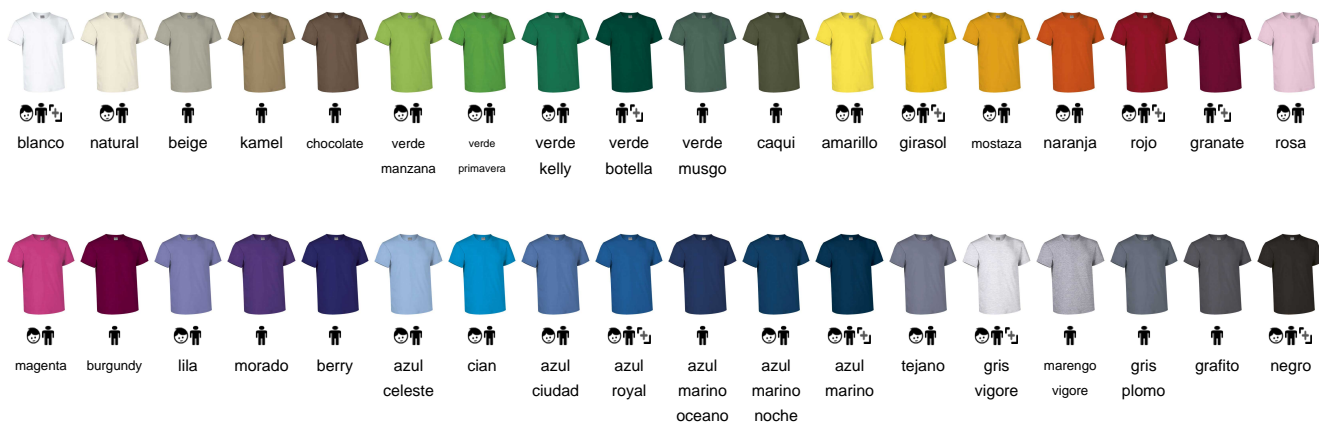 blanco natural beige kamel chocolate verde verde verde verde verde caqui amarillo girasol mostaza naranja rojo granate rosa
manzana primavera kelly botella musgo
magenta burgundy lila morado berry azul cian azul azul azul azul azul tejano gris marengo gris grafito negro
celeste ciudad royal marino marino marino vigore vigore plomo
oceano noche